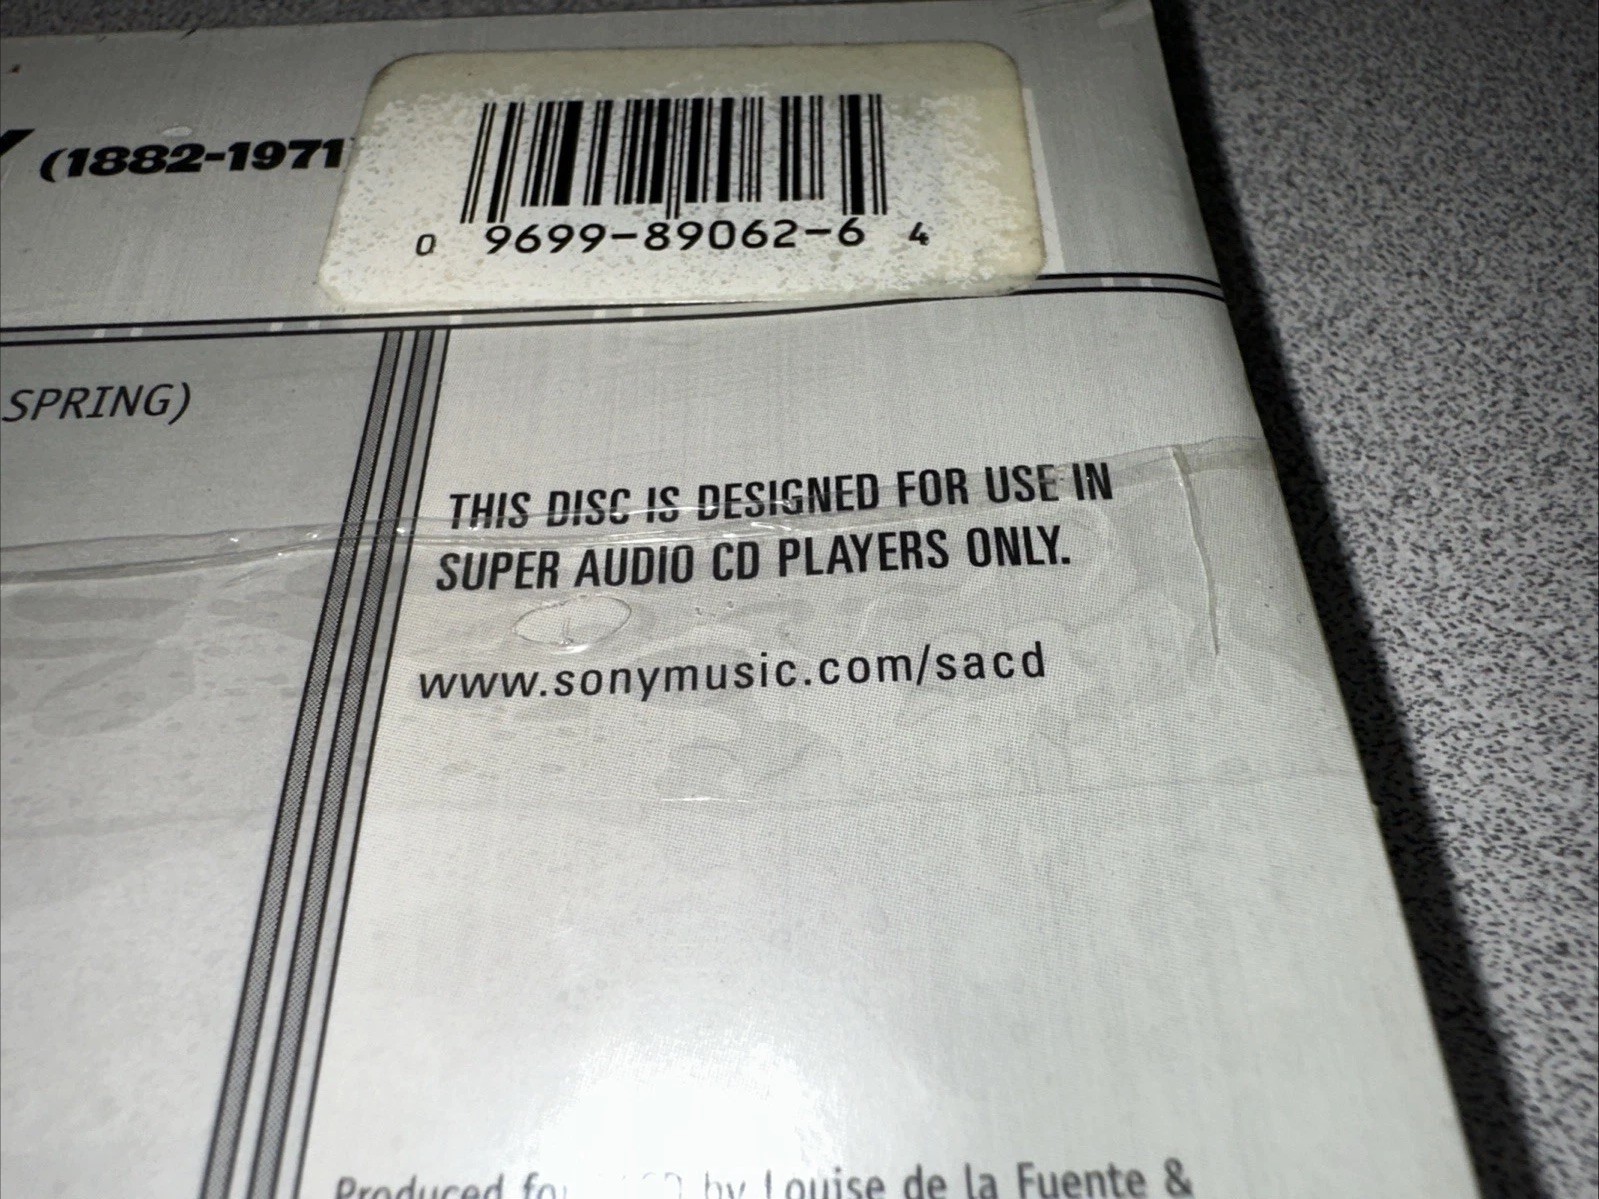 (1882-1971
0 9699-89062-6 4
SPRING)
THIS DISC IS DESIGNED FOR USE IN
SUPER AUDIO CD PLAYERS ONLY.
www.sonymusic.com/sacd
Produced by Louise de la Fuente &